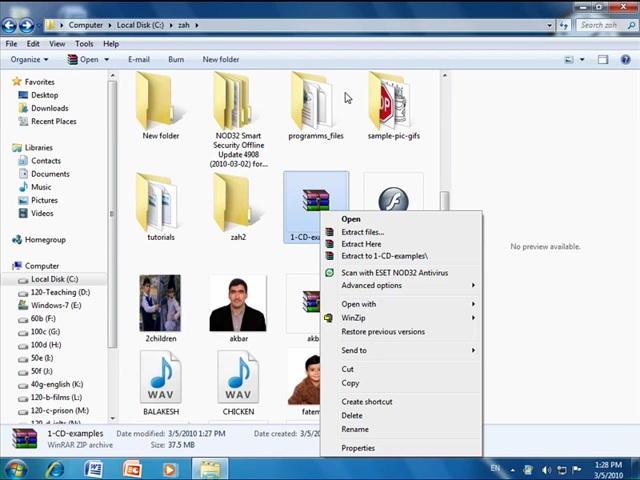 Computer
Local Disk (C:)
zah
Search zah
File
Edit
View
Tools
Help
Organize
Open
E-mail
Burn
New folder
Favorites
Desktop
Downloads
Recent Places
Libraries
Contacts
Documents
Music
Pictures
Videos
Homegroup
Computer
Local Disk (C:)
120-Teaching (D:)
Windows-7 (E:)
60b (F:)
100c (G:)
100d (H:)
50e (I:)
50f (J:)
40g-english (K:)
120-b-films (L:)
120-c-prison (M:)
New folder
NOD32 Smart
Security Offline
Update 4908
(2010-03-02) for...
programms_files
sample-pic-gifs
STOP
tutorials
zah2
1-CD-exa
2children
akbar
akb
WAV
BALAKESH
WAV
CHICKEN
fatem
Open
Extract files...
Extract Here
Extract to 1-CD-examples\
Scan with ESET NOD32 Antivirus
Advanced options
Open with
WinZip
Restore previous versions
Send to
Cut
Copy
Create shortcut
Delete
Rename
Properties
No preview available.
1-CD-examples
Date modified: 3/5/2010 1:27 PM
Date created: 3/5
WinRAR ZIP archive
Size: 37.5 MB
EN
1:28 PM
3/5/2010